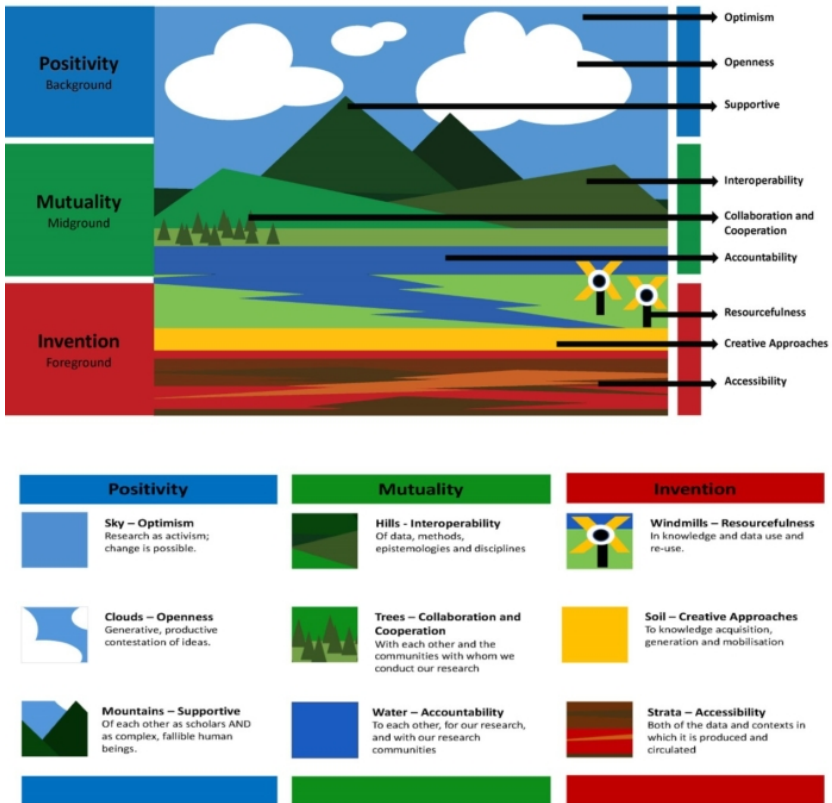 Positivity
Background
Mutuality
Midground
Invention
Foreground
Optimism
Openness
Supportive
Interoperability
Collaboration and
Cooperation
Accountability
Resourcefulness
Creative Approaches
Accessibility
Positivity
Sky – Optimism
Research as activism;
change is possible.
Clouds – Openness
Generative, productive
contestation of ideas.
Mountains – Supportive
Of each other as scholars AND
as complex, fallible human
beings.
Mutuality
Hills - Interoperability
Of data, methods,
epistemologies and disciplines
Trees – Collaboration and
Cooperation
With each other and the
communities with whom we
conduct our research
Water – Accountability
To each other, for our research,
and with our research
communities
Invention
Windmills – Resourcefulness
In knowledge and data use and
re-use.
Soil – Creative Approaches
To knowledge acquisition,
generation and mobilisation
Strata – Accessibility
Both of the data and contexts in
which it is produced and
circulated